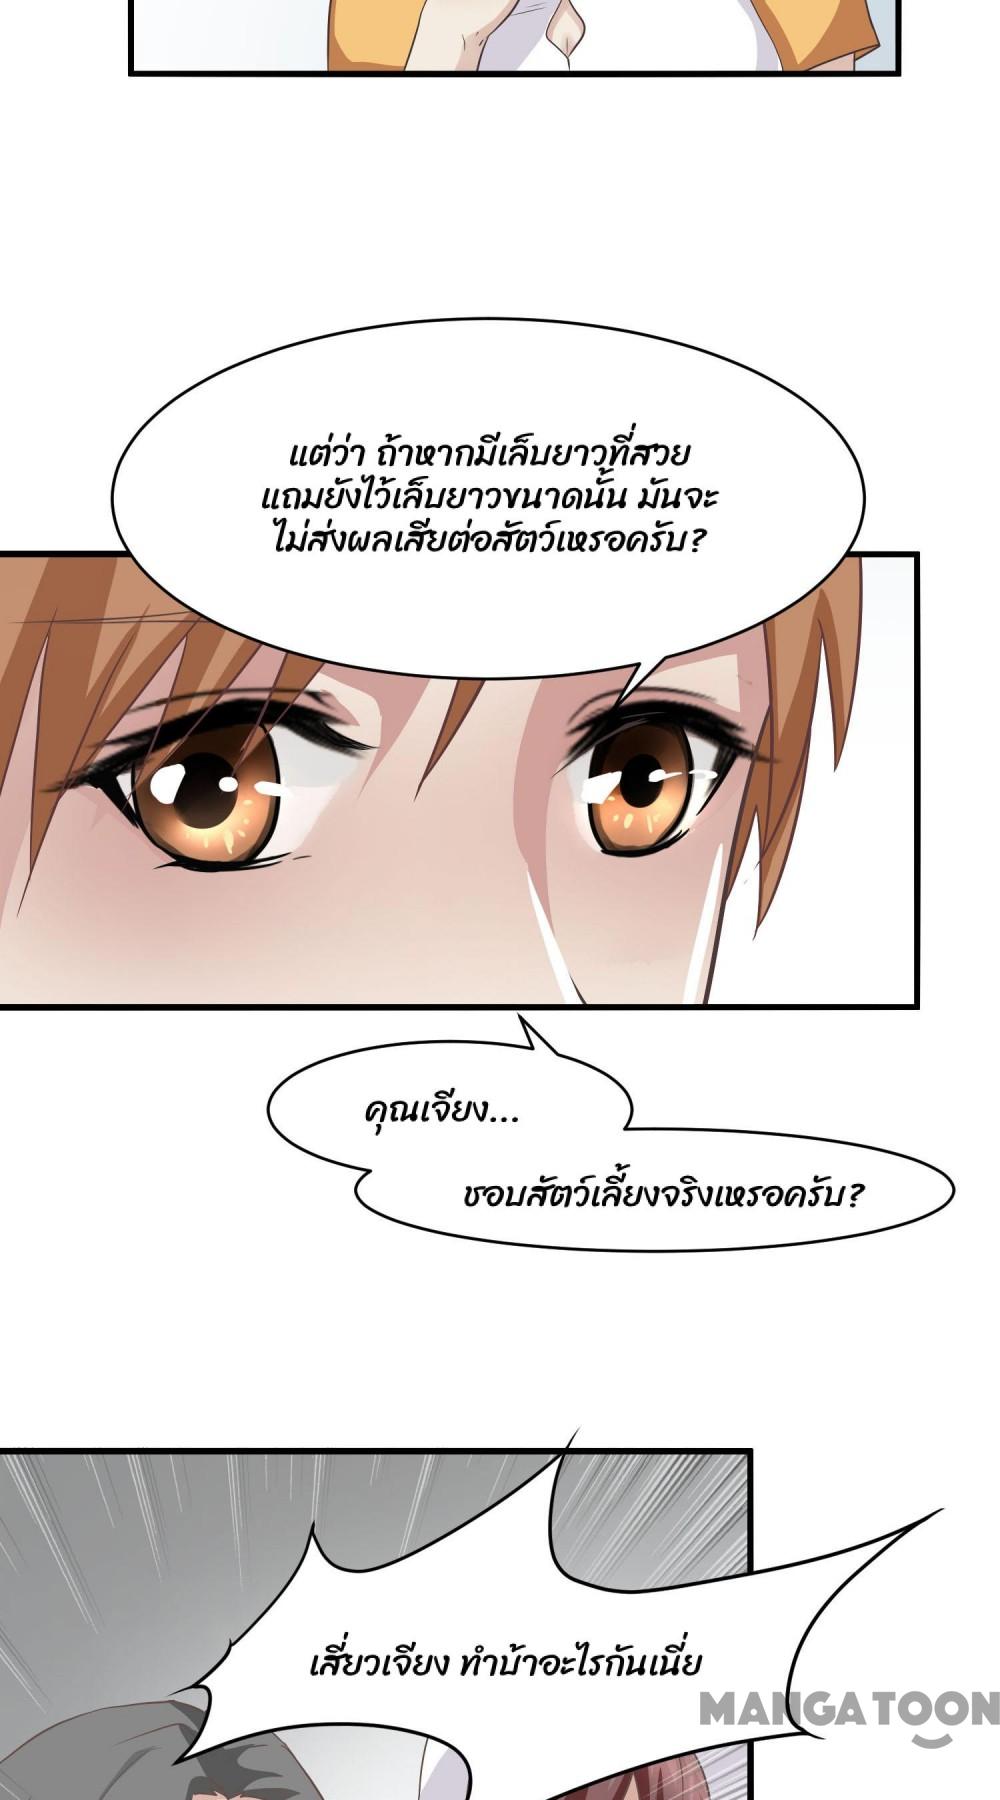 แต่ว่า ถ้าหากมีเล็บยาวที่สวย
แถมยังไว้เล็บยาวขนาดนั้น มันจะ
ไม่ส่งผลเสียต่อสัตว์เหรอครับ?
คุณเจียง...
ชอบสัตว์เลี้ยงจริงเหรอครับ?
เสี่ยวเจียง ทำบ้าอะไรกันเนี่ย
MANGATOON